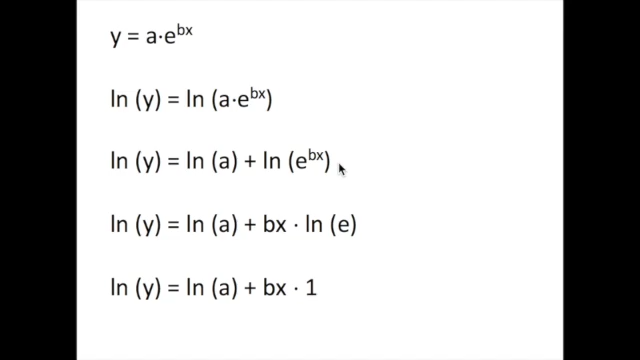 y = a·e^bx
ln (y) = ln (a·e^bx)
ln (y) = ln (a) + ln (e^bx)
ln (y) = ln (a) + bx · ln (e)
ln (y) = ln (a) + bx · 1